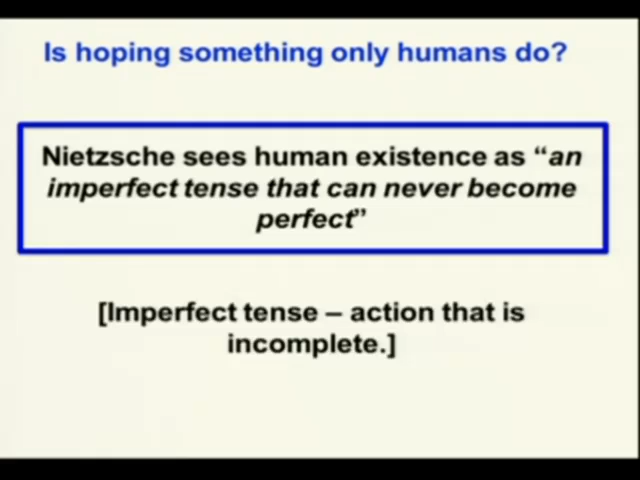 Is hoping something only humans do?
Nietzsche sees human existence as “an
imperfect tense that can never become
perfect”
[Imperfect tense – action that is
incomplete.]